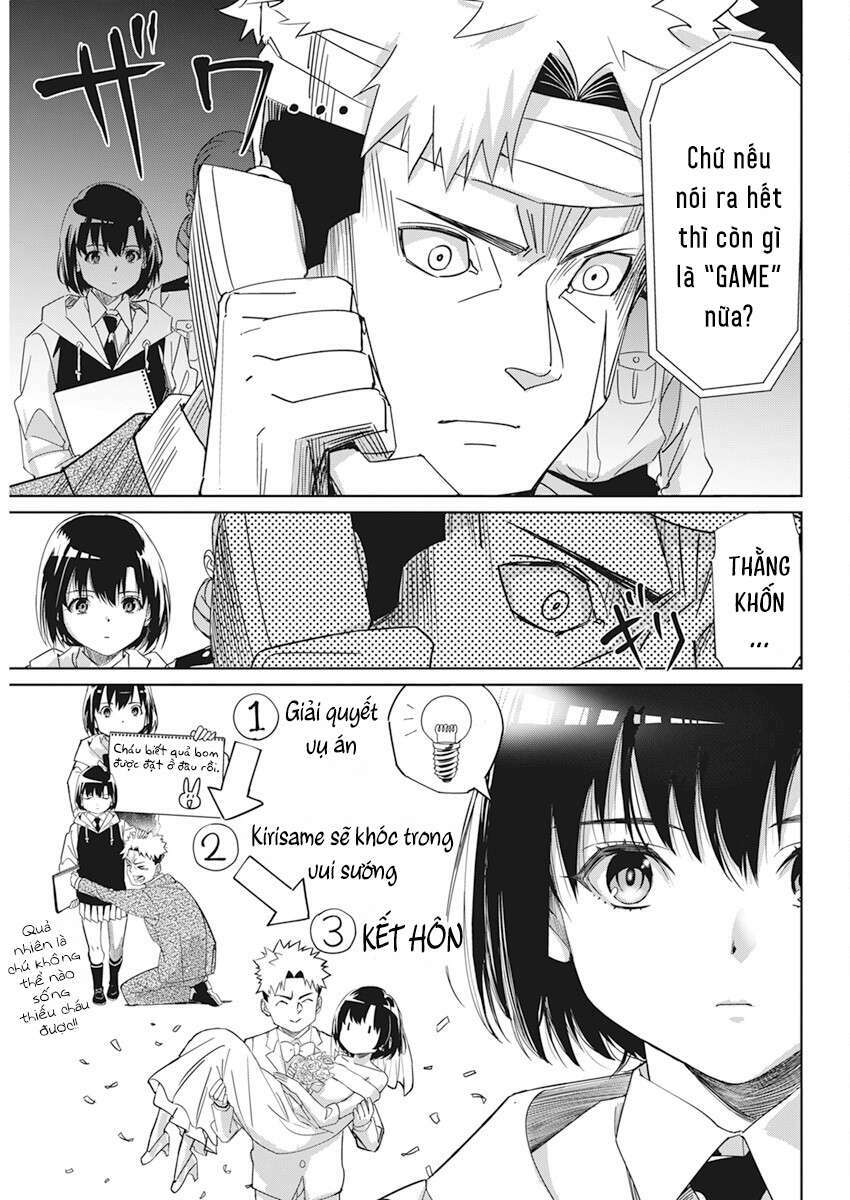 ザワ...
Chứ nếu
nói ra hết
thì còn gì
là “GAME”
nữa?
THẰNG
KHỐN
...
ギリ
1 Giải quyết
vụ án
Cháu biết quả bom
được đặt ở đâu rồi.
2 Kirisame sẽ khóc trong
vui sướng
Quả
nhiên là
chú không
thể nào
sống
thiếu cháu
được!!
3 KẾT HÔN